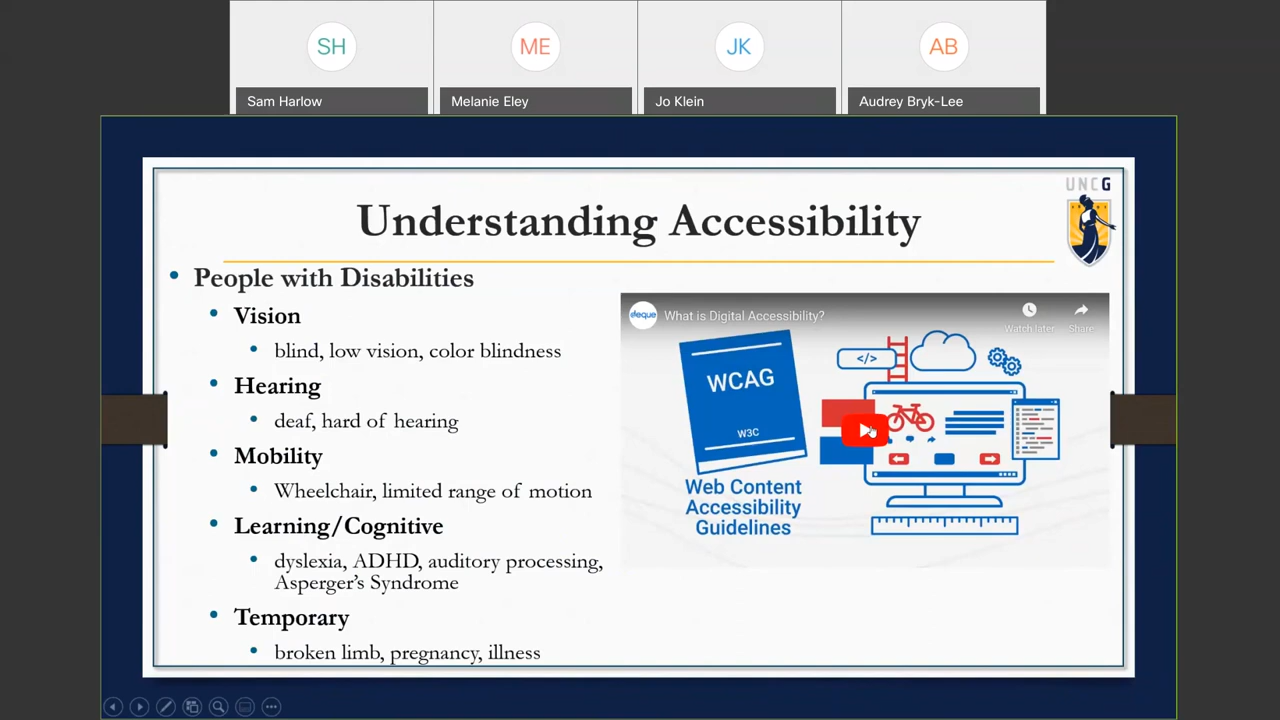 SH
ME
JK
AB
Sam Harlow
Melanie Eley
Jo Klein
Audrey Bryk-Lee
UNCG
Understanding Accessibility
• People with Disabilities
• Vision
• blind, low vision, color blindness
• Hearing
• deaf, hard of hearing
• Mobility
• Wheelchair, limited range of motion
• Learning/Cognitive
• dyslexia, ADHD, auditory processing,
Asperger's Syndrome
• Temporary
• broken limb, pregnancy, illness
deque
What is Digital Accessibility?
Watch later
Share
WCAG
W3C
</>
Web Content
Accessibility
Guidelines